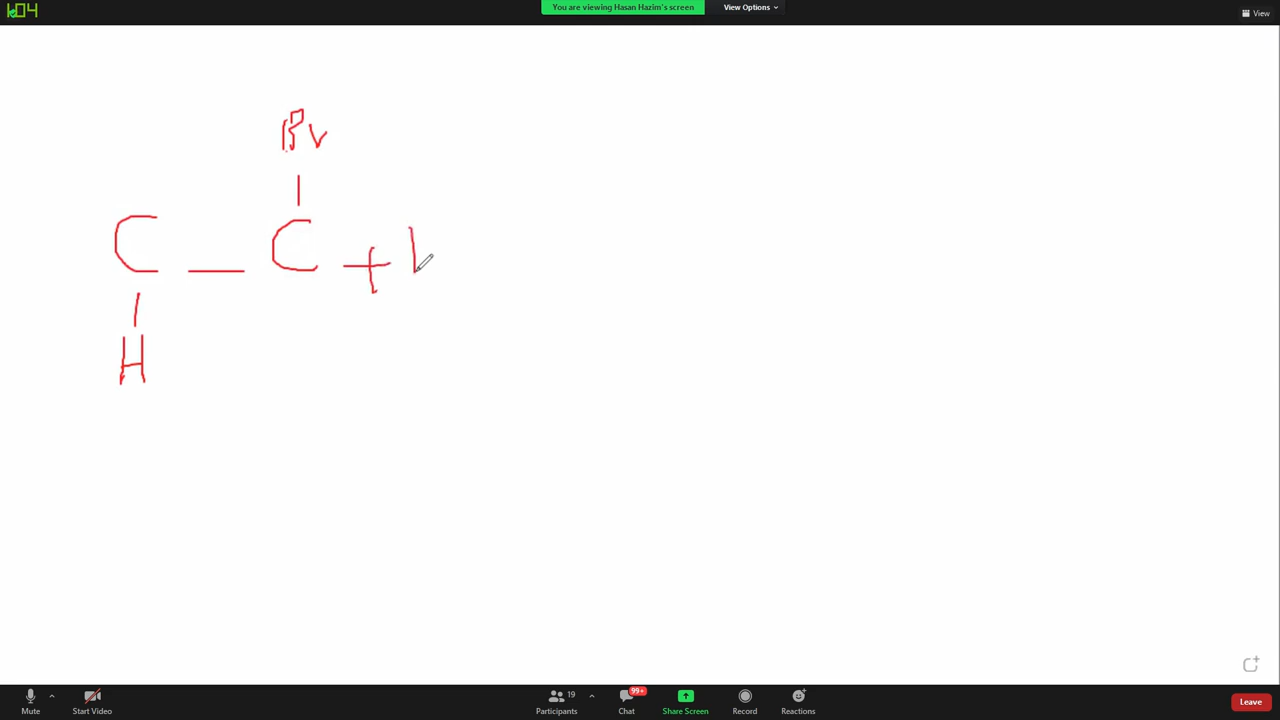 104
You are viewing Hasan Hazim's screen
View Options
View
Br
C — C +
H
Mute
Start Video
Participants
19
Chat
99+
Share Screen
Record
Reactions
Leave